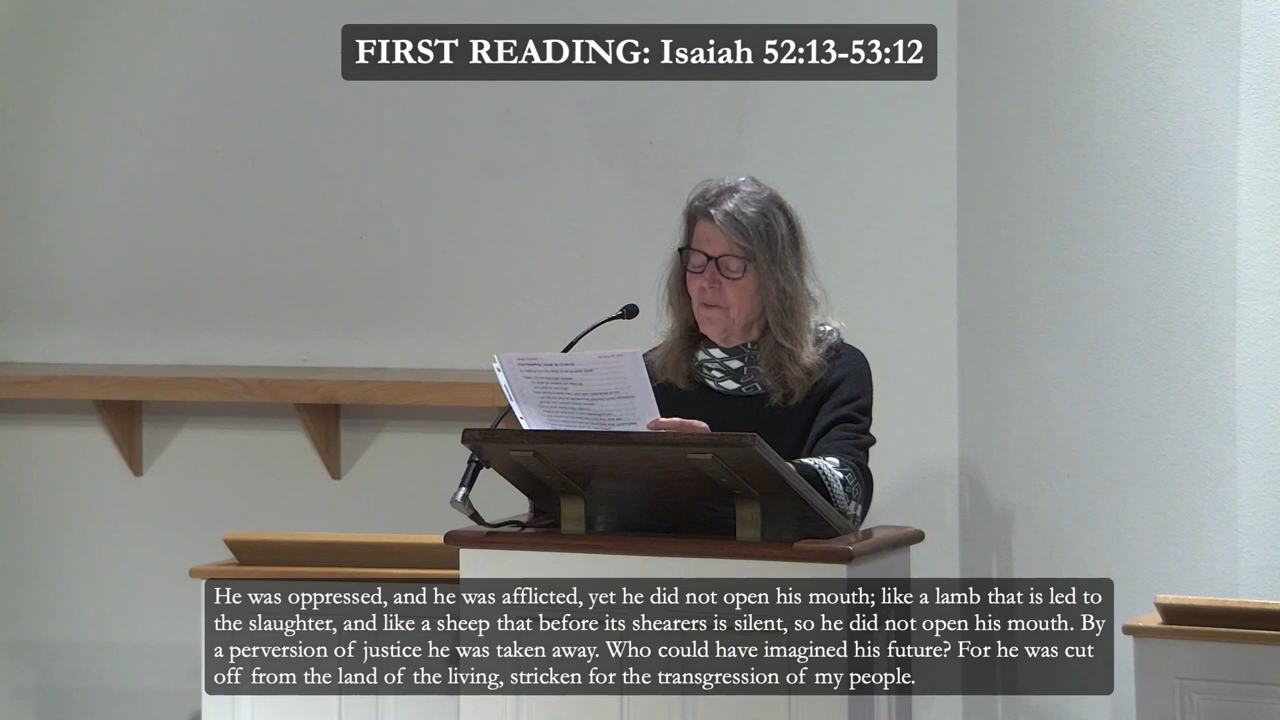 FIRST READING: Isaiah 52:13-53:12
He was oppressed, and he was afflicted, yet he did not open his mouth; like a lamb that is led to
the slaughter, and like a sheep that before its shearers is silent, so he did not open his mouth. By
a perversion of justice he was taken away. Who could have imagined his future? For he was cut
off from the land of the living, stricken for the transgression of my people.